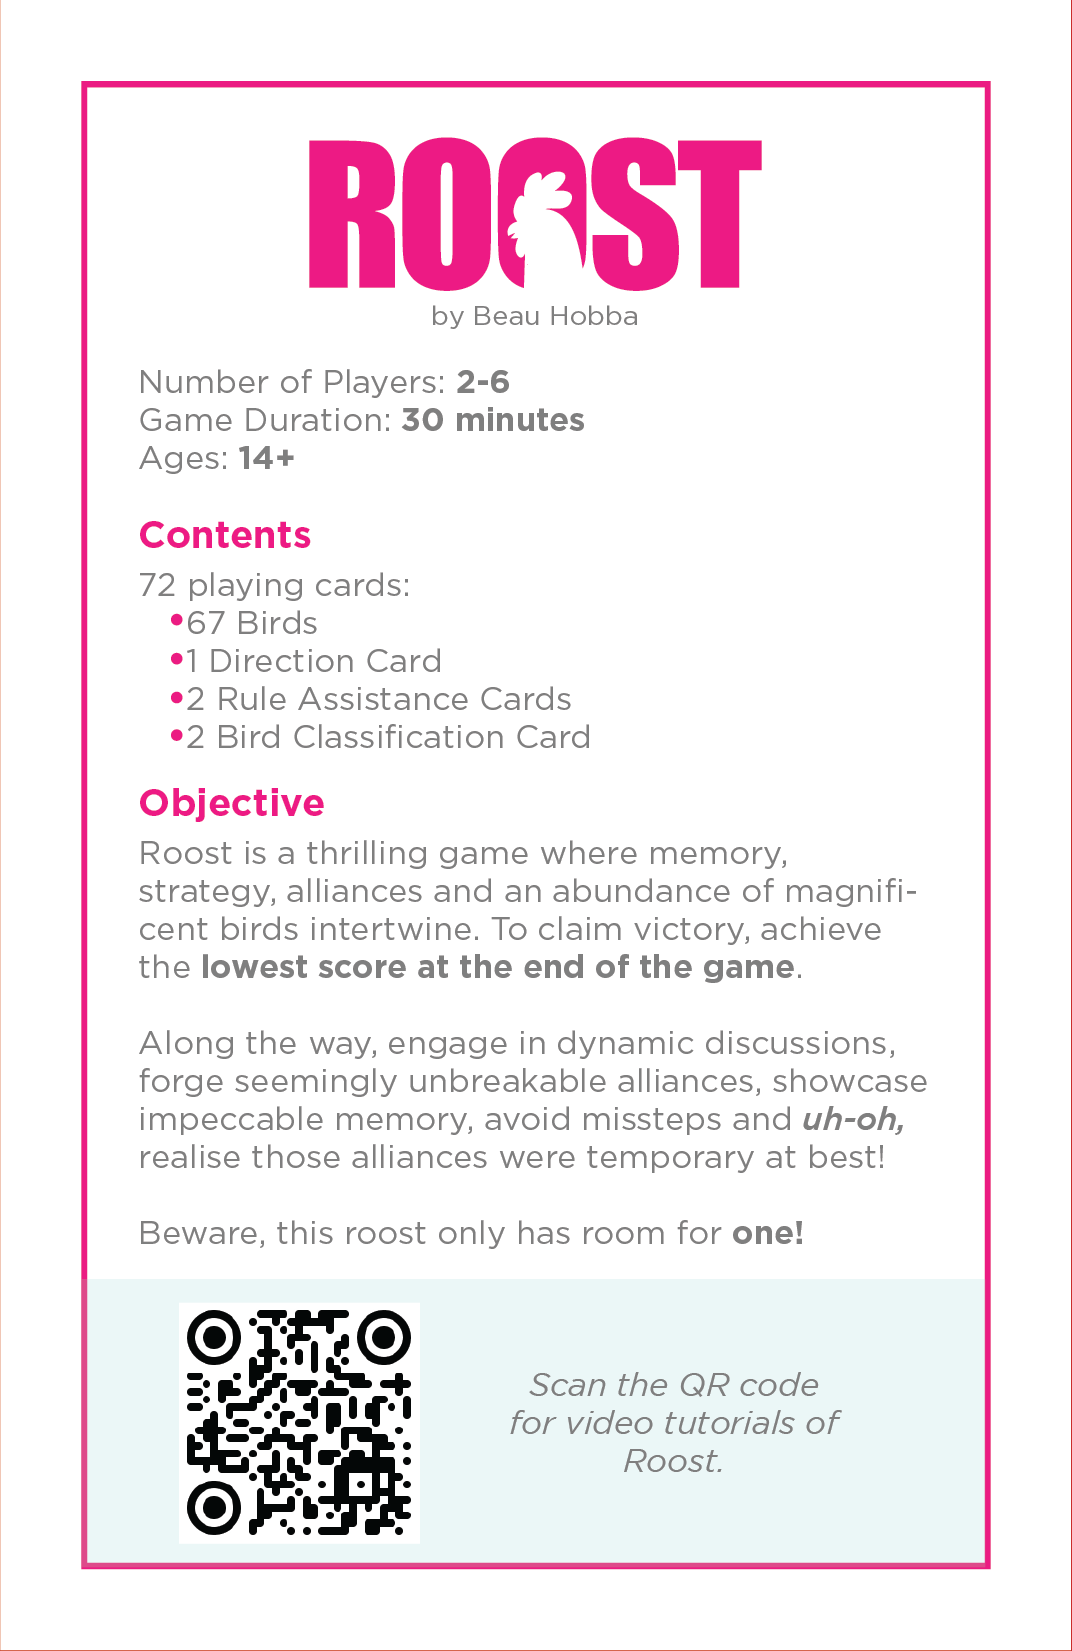 ROOST
by Beau Hobba
Number of Players: 2-6
Game Duration: 30 minutes
Ages: 14+
Contents
72 playing cards:
•67 Birds
•1 Direction Card
•2 Rule Assistance Cards
•2 Bird Classification Card
Objective
Roost is a thrilling game where memory,
strategy, alliances and an abundance of magnifi-
cent birds intertwine. To claim victory, achieve
the lowest score at the end of the game.
Along the way, engage in dynamic discussions,
forge seemingly unbreakable alliances, showcase
impeccable memory, avoid missteps and uh-oh,
realise those alliances were temporary at best!
Beware, this roost only has room for one!
Scan the QR code
for video tutorials of
Roost.